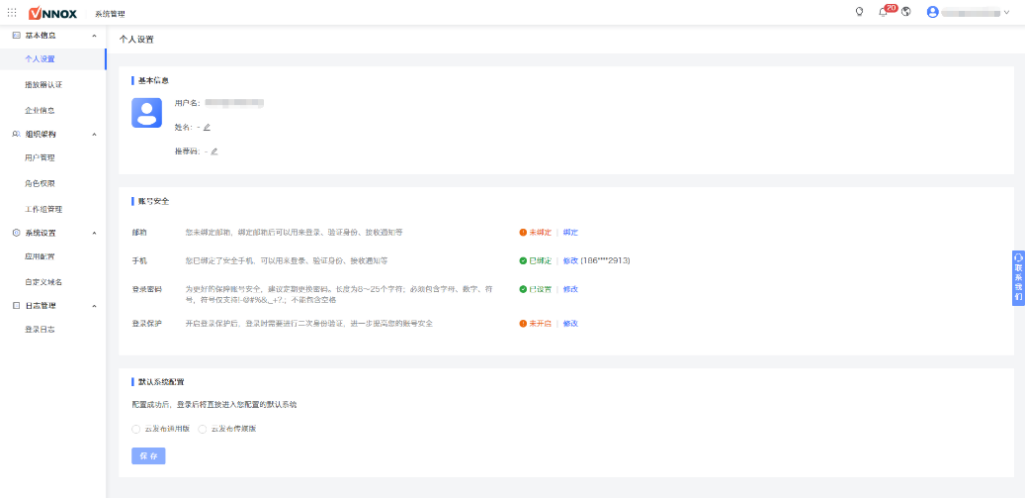 VNNOX 系统管理
20
基本信息
个人设置
播放器认证
企业信息
组织架构
用户管理
角色权限
工作组管理
系统设置
应用配置
自定义域名
日志管理
登录日志
个人设置
基本信息
用户名：
姓名： -
推荐码： -
账号安全
邮箱 您未绑定邮箱，绑定邮箱后可以用来登录、验证身份、接收通知等 未绑定 | 绑定
手机 您已绑定了安全手机，可以用来登录、验证身份、接收通知等 已绑定 | 修改 (186****2913)
登录密码 为更好的保障账号安全，建议定期更换密码。长度为8～25个字符；必须包含字母、数字、符 已设置 | 修改
号，符号仅支持!-@#%&._+?,：不能包含空格
登录保护 开启登录保护后，登录时需要进行二次身份验证，进一步提高您的账号安全 未开启 | 修改
默认系统配置
配置成功后，登录后将直接进入您配置的默认系统
云发布通用版 云发布传媒版
保存
联系我们